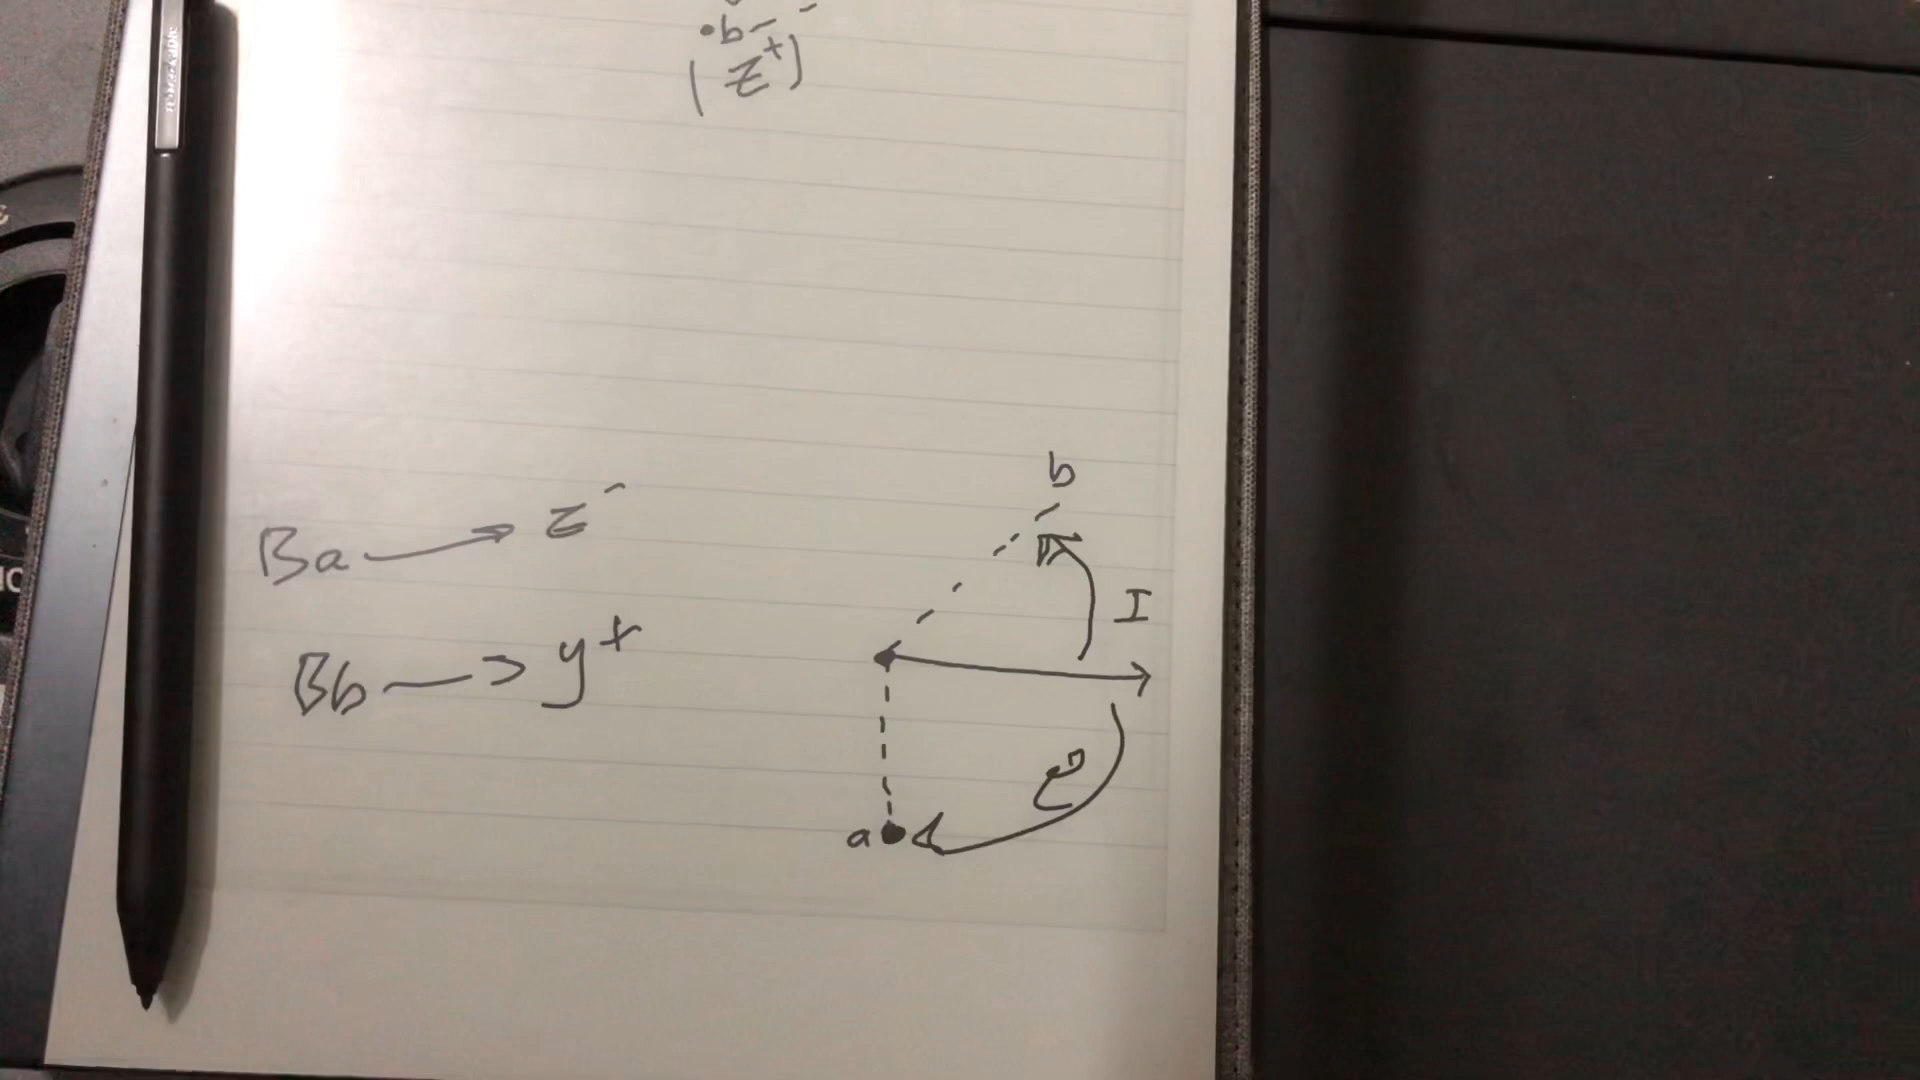 •b-
(z⁺)
b
Ba → z⁻
I
Bb → y⁺
a